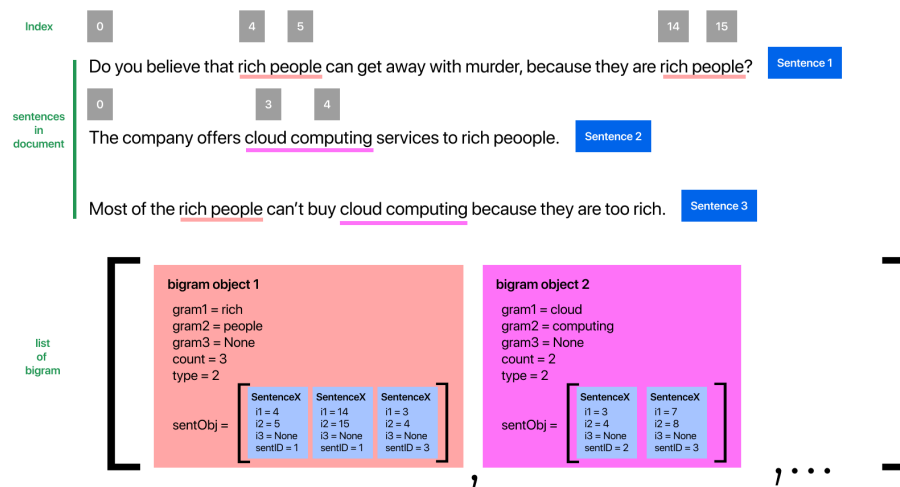 Index
0
4
5
14
15
Do you believe that rich people can get away with murder, because they are rich people?
Sentence 1
0
3
4
sentences
in
document
The company offers cloud computing services to rich peoople.
Sentence 2
Most of the rich people can't buy cloud computing because they are too rich.
Sentence 3
list
of
bigram
[
bigram object 1
gram1 = rich
gram2 = people
gram3 = None
count = 3
type = 2
sentObj =
[
SentenceX
i1 = 4
i2 = 5
i3 = None
sentID = 1
SentenceX
i1 = 14
i2 = 15
i3 = None
sentID = 1
SentenceX
i1 = 3
i2 = 4
i3 = None
sentID = 3
]
,
bigram object 2
gram1 = cloud
gram2 = computing
gram3 = None
count = 2
type = 2
sentObj =
[
SentenceX
i1 = 3
i2 = 4
i3 = None
sentID = 2
SentenceX
i1 = 7
i2 = 8
i3 = None
sentID = 3
]
,...
]